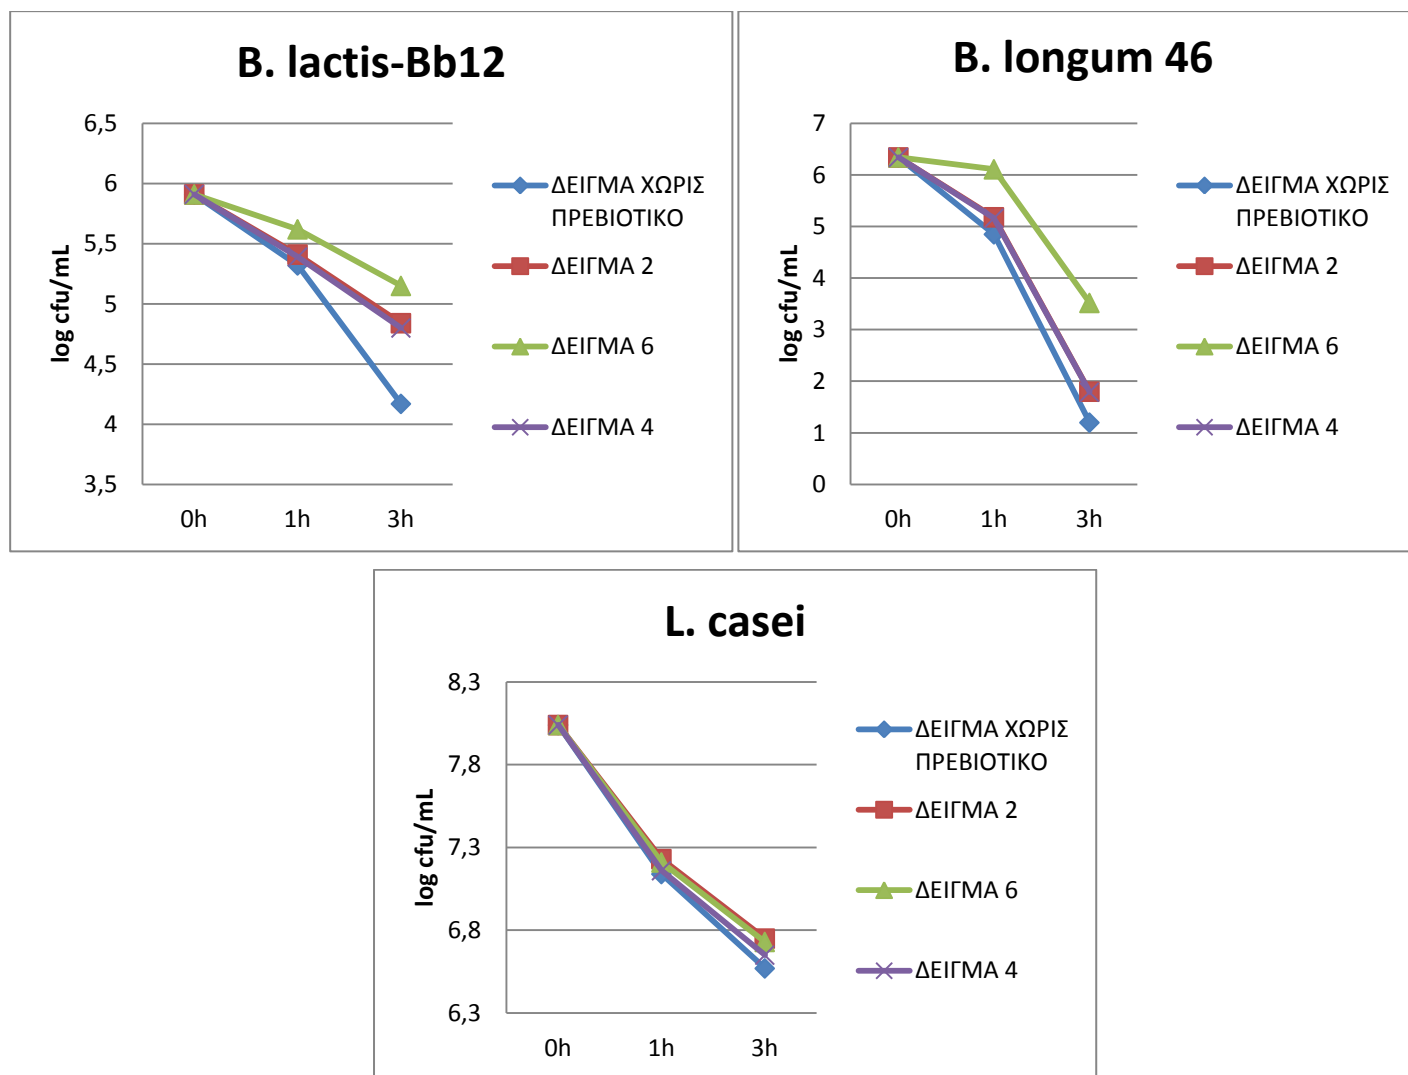 B. lactis-Bb12
6,5
6
5,5
5
4,5
4
3,5
log cfu/mL
0h 1h 3h
ΔΕΙΓΜΑ ΧΩΡΙΣ
ΠΡΕΒΙΟΤΙΚΟ
ΔΕΙΓΜΑ 2
ΔΕΙΓΜΑ 6
ΔΕΙΓΜΑ 4
B. longum 46
7
6
5
4
3
2
1
0
log cfu/mL
0h 1h 3h
ΔΕΙΓΜΑ ΧΩΡΙΣ
ΠΡΕΒΙΟΤΙΚΟ
ΔΕΙΓΜΑ 2
ΔΕΙΓΜΑ 6
ΔΕΙΓΜΑ 4
L. casei
8,3
7,8
7,3
6,8
6,3
log cfu/mL
0h 1h 3h
ΔΕΙΓΜΑ ΧΩΡΙΣ
ΠΡΕΒΙΟΤΙΚΟ
ΔΕΙΓΜΑ 2
ΔΕΙΓΜΑ 6
ΔΕΙΓΜΑ 4